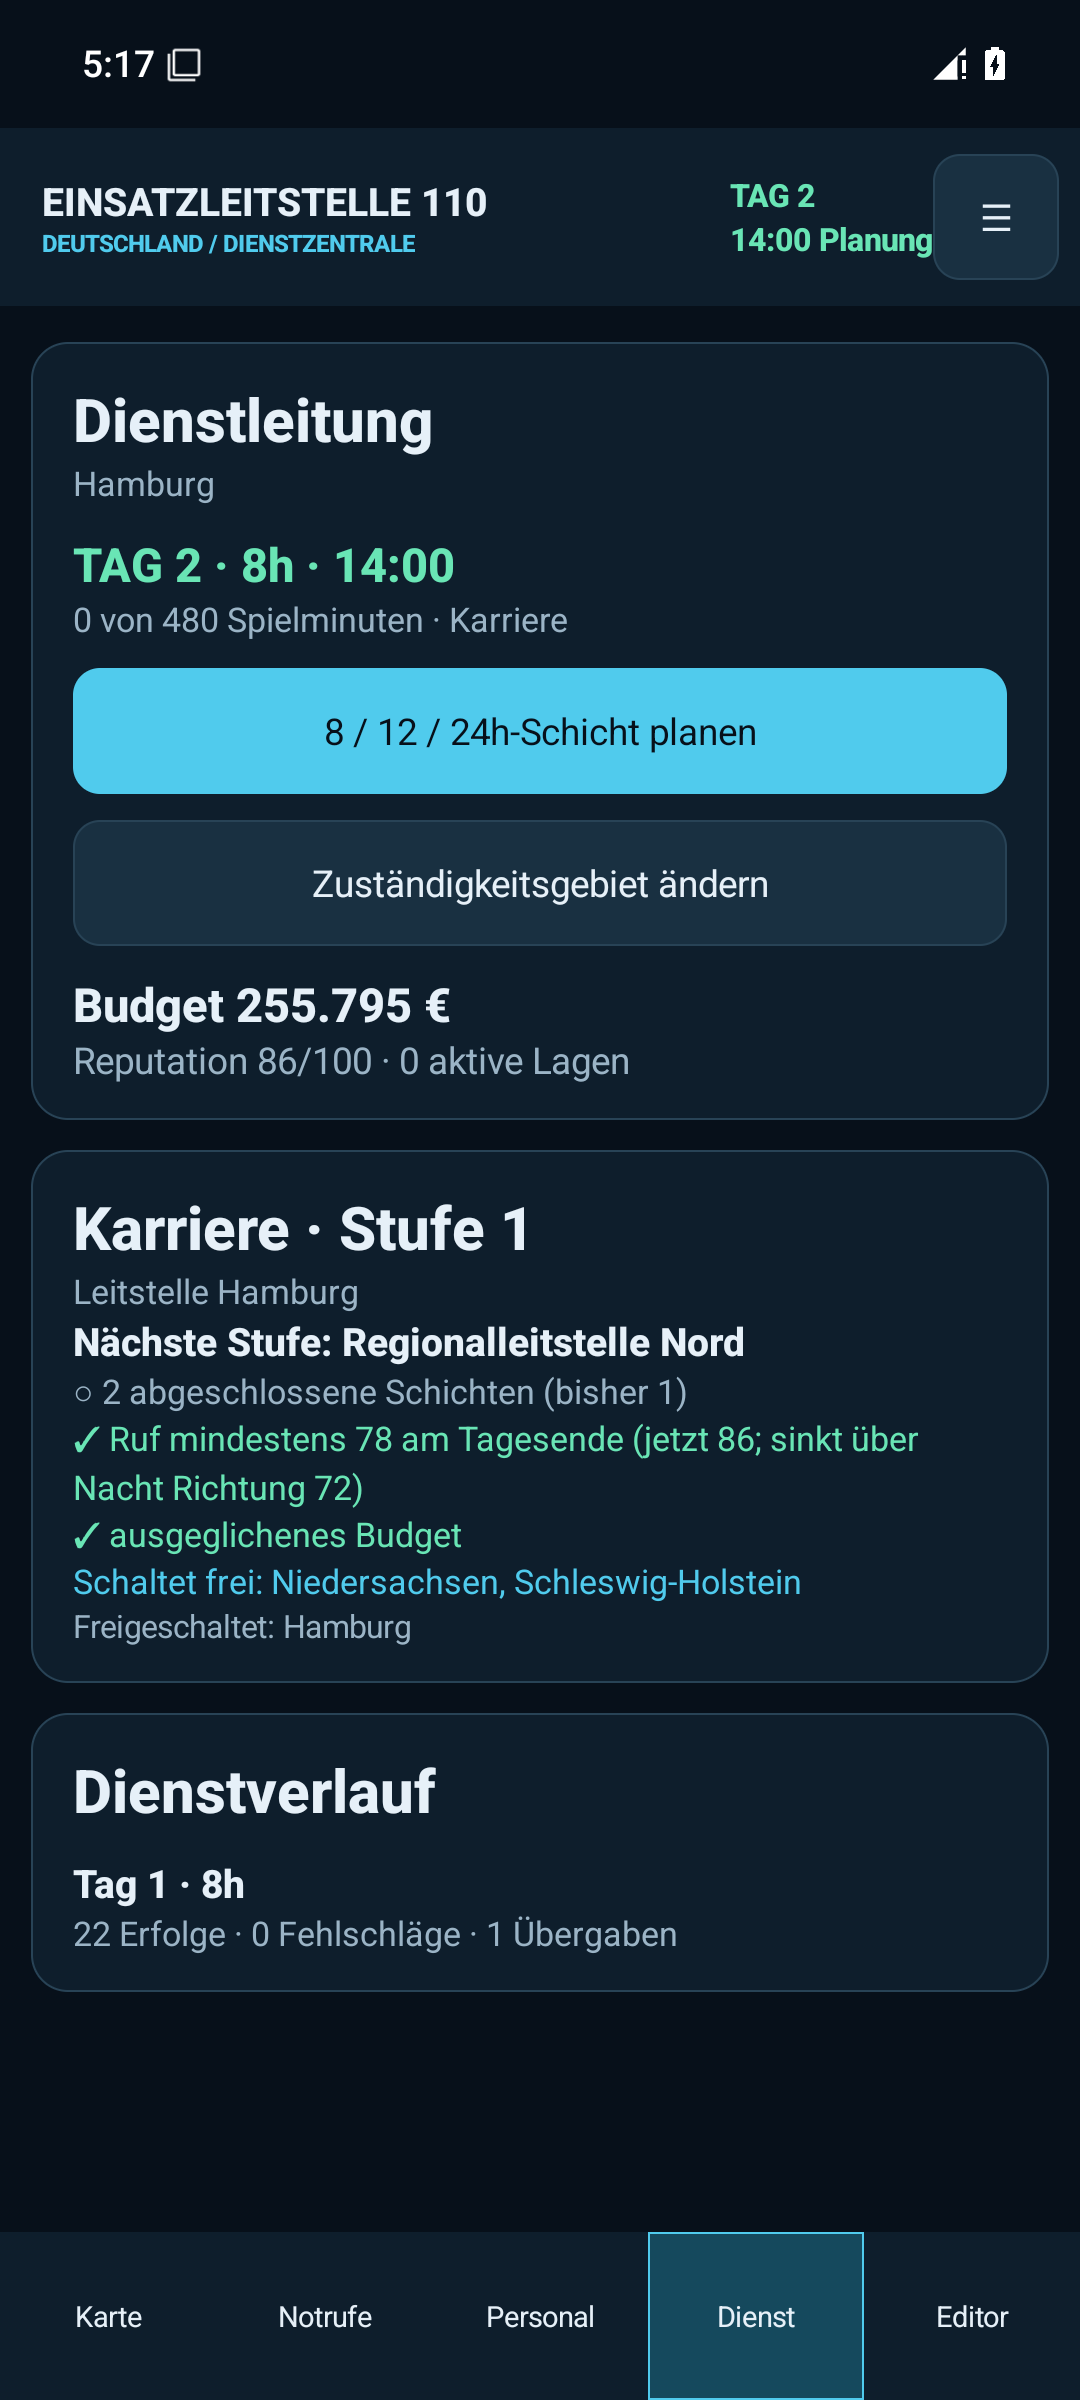 5:17
EINSATZLEITSTELLE 110
DEUTSCHLAND / DIENSTZENTRALE
TAG 2
14:00 Planung
☰
Dienstleitung
Hamburg
TAG 2 · 8h · 14:00
0 von 480 Spielminuten · Karriere
8 / 12 / 24h-Schicht planen
Zuständigkeitsgebiet ändern
Budget 255.795 €
Reputation 86/100 · 0 aktive Lagen
Karriere · Stufe 1
Leitstelle Hamburg
Nächste Stufe: Regionalleitstelle Nord
○ 2 abgeschlossene Schichten (bisher 1)
✓ Ruf mindestens 78 am Tagesende (jetzt 86; sinkt über
Nacht Richtung 72)
✓ ausgeglichenes Budget
Schaltet frei: Niedersachsen, Schleswig-Holstein
Freigeschaltet: Hamburg
Dienstverlauf
Tag 1 · 8h
22 Erfolge · 0 Fehlschläge · 1 Übergaben
Karte
Notrufe
Personal
Dienst
Editor